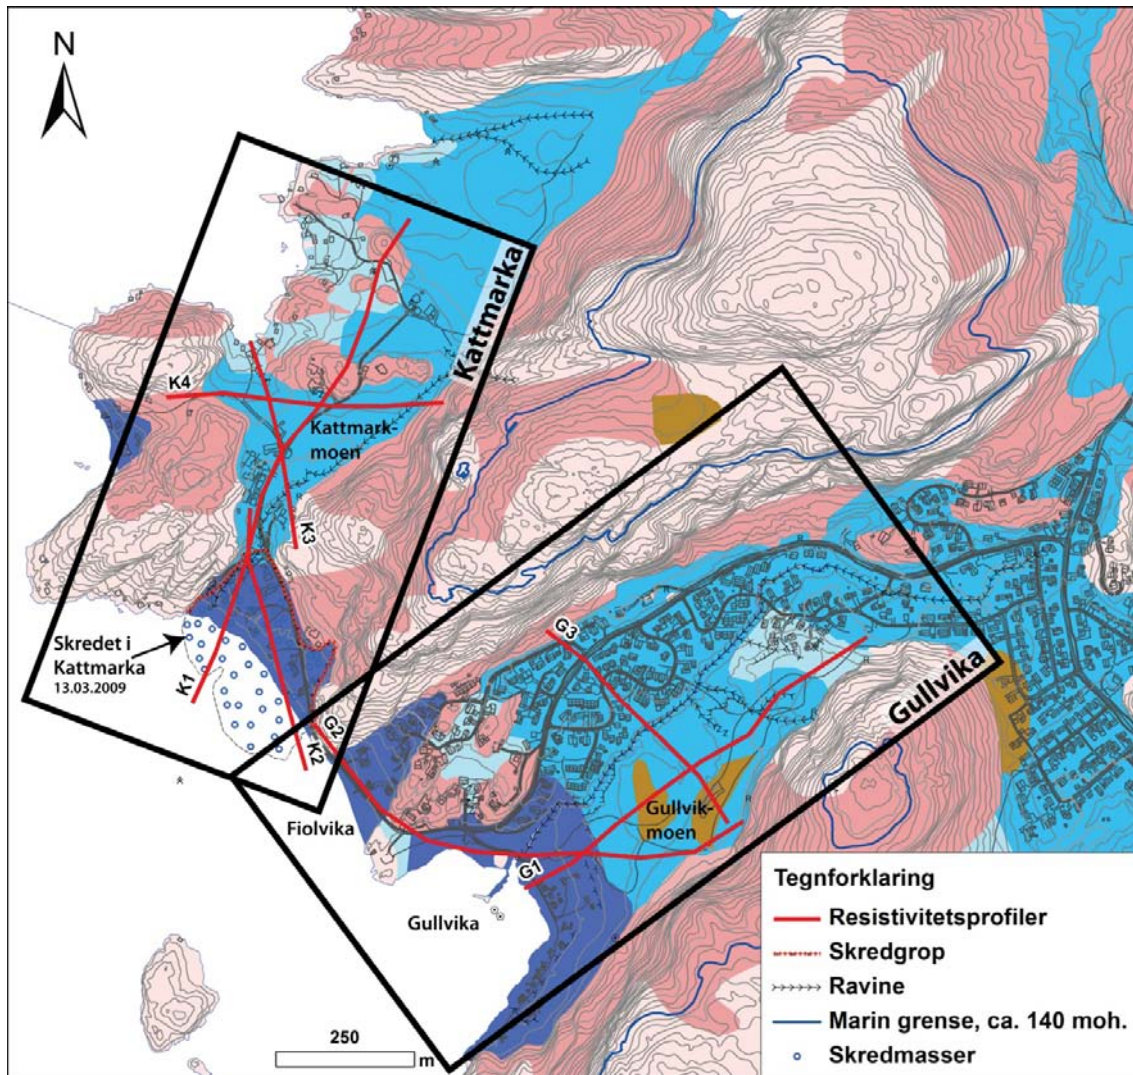 N
Kattmarka
K4
Kattmark-
moen
K3
Skredet i
Kattmarka
13.03.2009
K1
K2
G2
G3
Gullvika
Fiolvika
Gullvik-
moen
G1
Gullvika
250
m
Tegnforklaring
Resistivitetsprofiler
Skredgrop
Ravine
Marin grense, ca. 140 moh.
Skredmasser